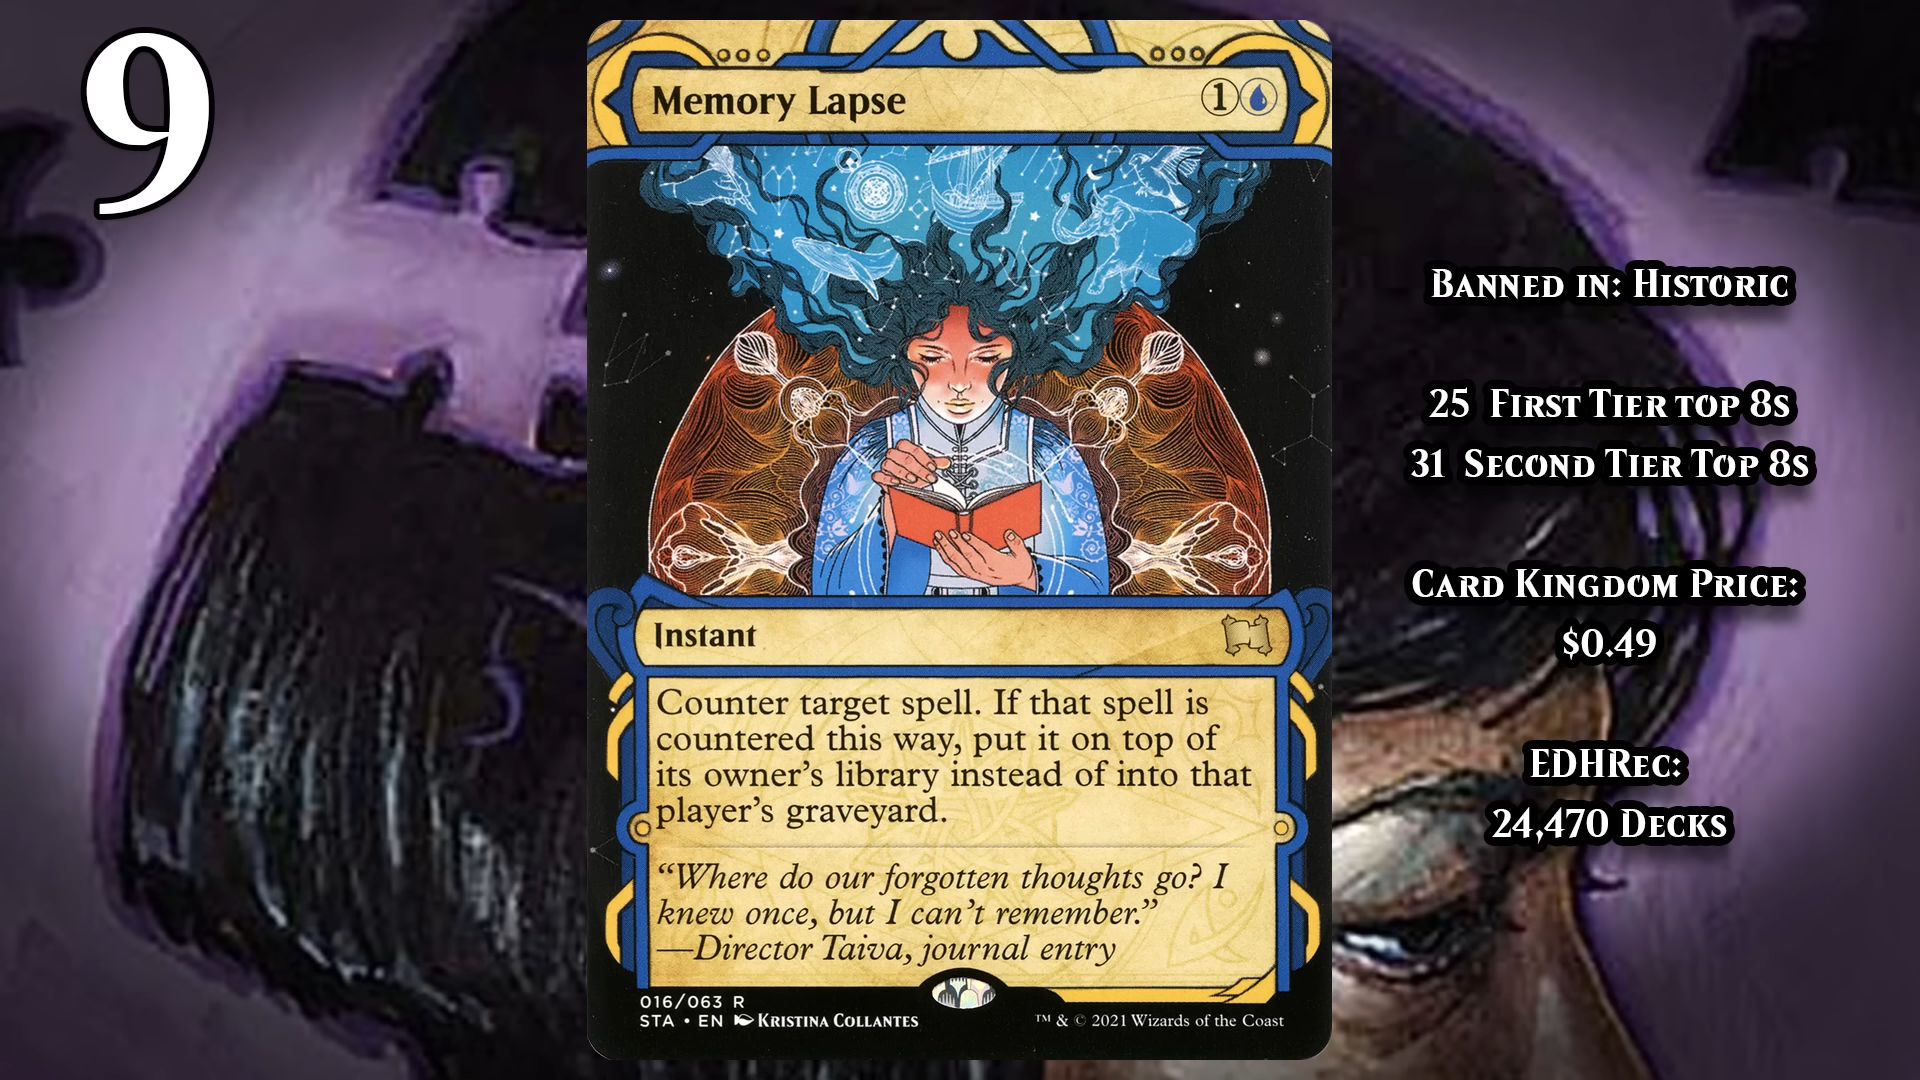 9
Memory Lapse
1
Instant
Counter target spell. If that spell is
countered this way, put it on top of
its owner's library instead of into that
player's graveyard.
“Where do our forgotten thoughts go? I
knew once, but I can't remember.”
—Director Taiva, journal entry
016/063 R
STA • EN Kristina Collantes
™ & © 2021 Wizards of the Coast
Banned in: Historic
25 First Tier top 8s
31 Second Tier Top 8s
Card Kingdom Price:
$0.49
EDHRec:
24,470 Decks